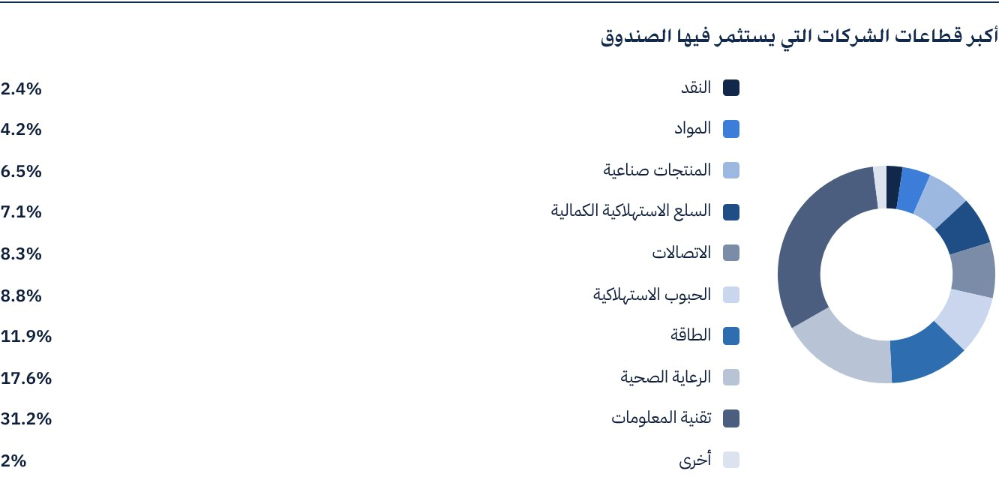 أكبر قطاعات الشركات التي يستثمر فيها الصندوق
النقد 2.4%
المواد 4.2%
المنتجات صناعية 6.5%
السلع الاستهلاكية الكمالية 7.1%
الاتصالات 8.3%
الحبوب الاستهلاكية 8.8%
الطاقة 11.9%
الرعاية الصحية 17.6%
تقنية المعلومات 31.2%
أخرى 2%